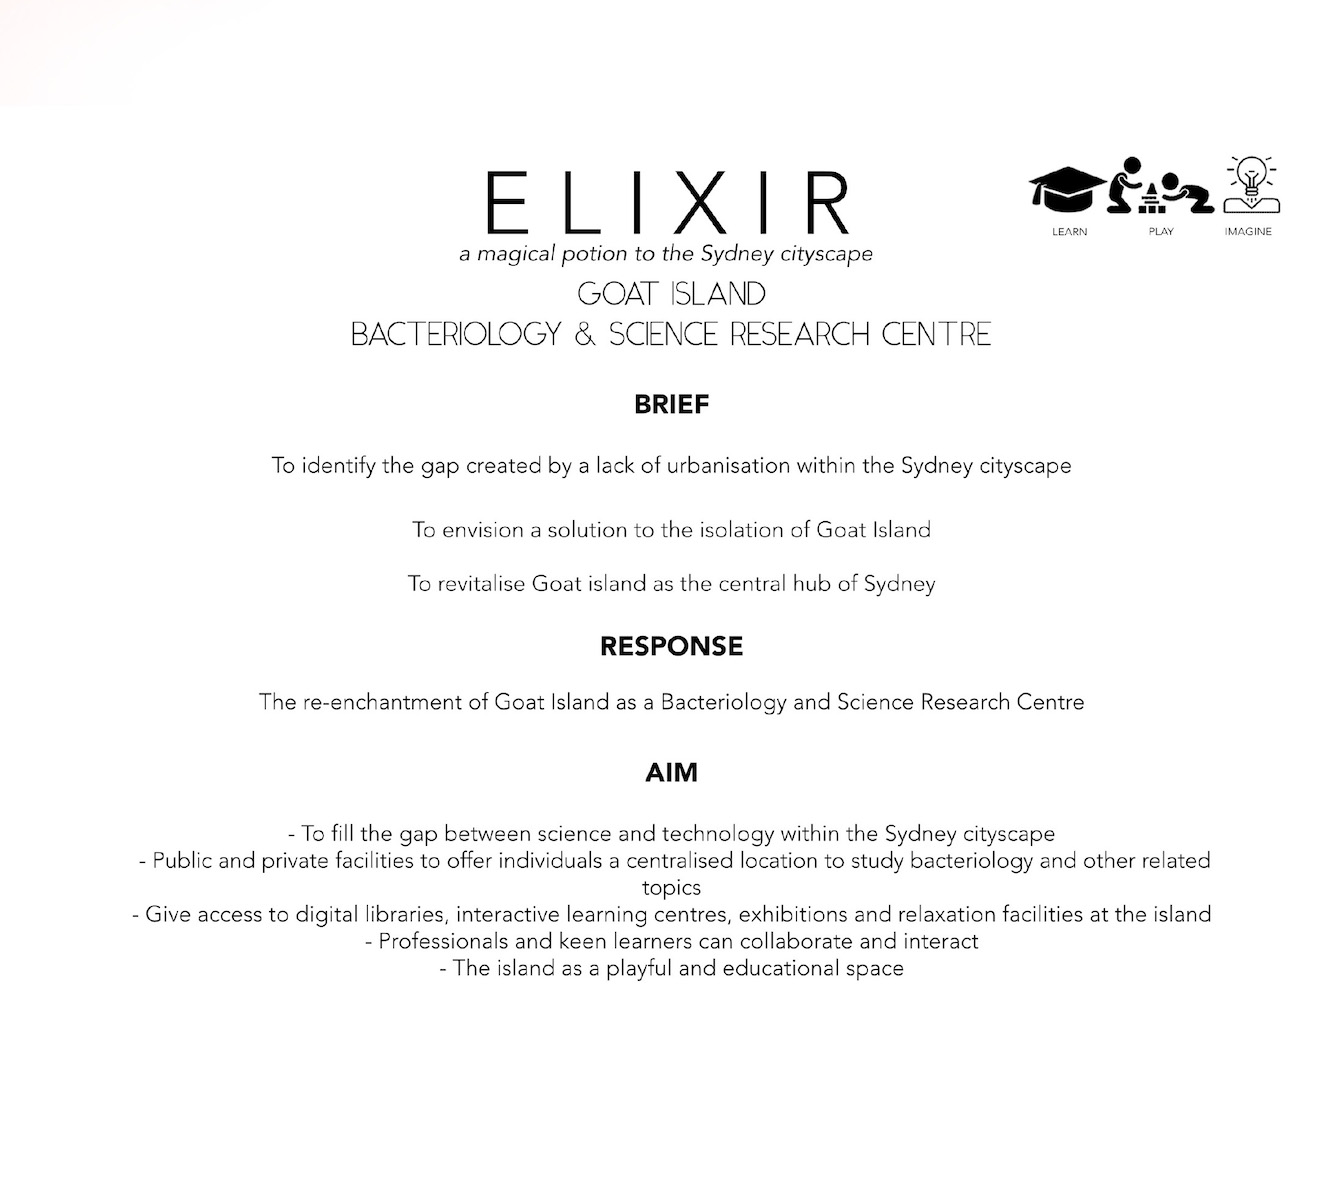 ELIXIR
a magical potion to the Sydney cityscape
LEARN
PLAY
IMAGINE
GOAT ISLAND
BACTERIOLOGY & SCIENCE RESEARCH CENTRE
BRIEF
To identify the gap created by a lack of urbanisation within the Sydney cityscape
To envision a solution to the isolation of Goat Island
To revitalise Goat island as the central hub of Sydney
RESPONSE
The re-enchantment of Goat Island as a Bacteriology and Science Research Centre
AIM
- To fill the gap between science and technology within the Sydney cityscape
- Public and private facilities to offer individuals a centralised location to study bacteriology and other related
topics
- Give access to digital libraries, interactive learning centres, exhibitions and relaxation facilities at the island
- Professionals and keen learners can collaborate and interact
- The island as a playful and educational space